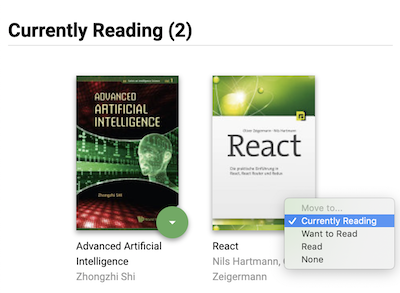 Currently Reading (2)
ADVANCED
ARTIFICIAL
INTELLIGENCE
Zhongzhi Shi
Advanced Artificial
Intelligence
Zhongzhi Shi
Oliver Zeigermann · Nils Hartmann
React
Die praktische Einführung in
React, React Router und Redux
React
Nils Hartmann,
Zeigermann
Move to...
✓ Currently Reading
Want to Read
Read
None